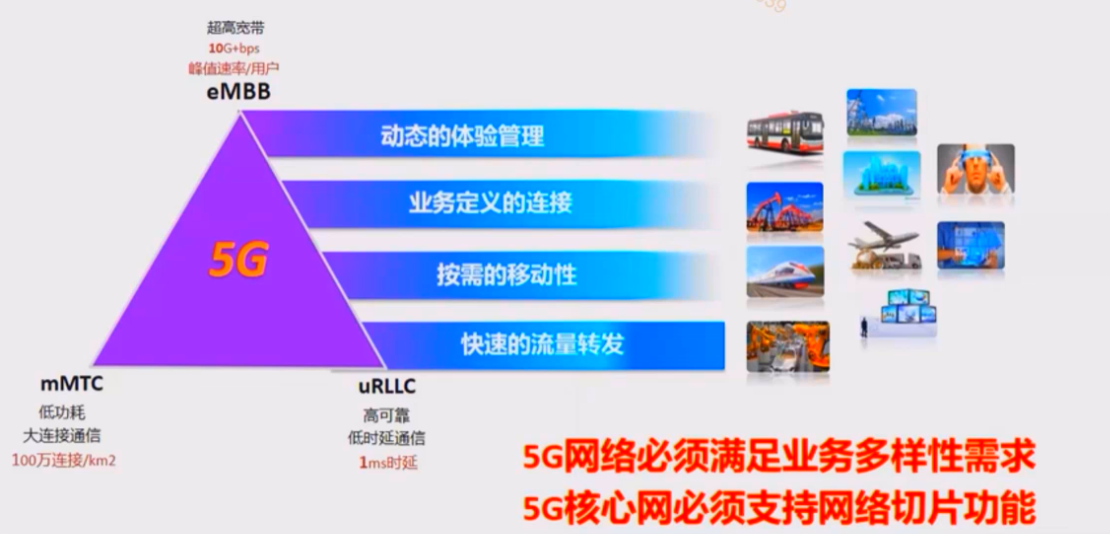 超高宽带
10G+bps
峰值速率/用户
eMBB
动态的体验管理
业务定义的连接
5G
按需的移动性
快速的流量转发
mMTC
低功耗
大连接通信
100万连接/km2
uRLLC
高可靠
低时延通信
1ms时延
5G网络必须满足业务多样性需求
5G核心网必须支持网络切片功能